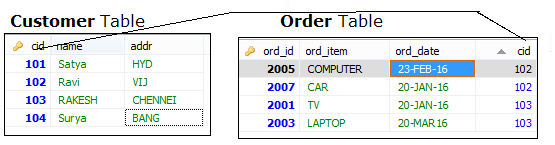 Customer Table
cid name addr
101 Satya HYD
102 Ravi VIJ
103 RAKESH CHENNEI
104 Surya BANG
Order Table
ord_id ord_item ord_date cid
2005 COMPUTER 23-FEB-16 102
2007 CAR 20-JAN-16 102
2001 TV 20-JAN-16 103
2003 LAPTOP 20-MAR16 103